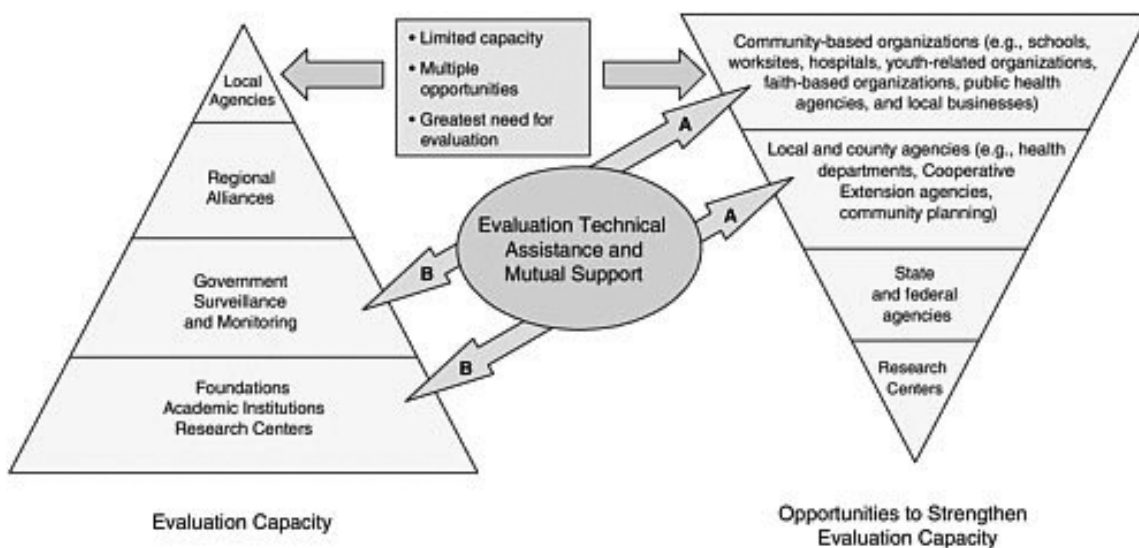 Local
Agencies
Regional
Alliances
Government
Surveillance
and Monitoring
Foundations
Academic Institutions
Research Centers
Evaluation Capacity
• Limited capacity
• Multiple
opportunities
• Greatest need for
evaluation
A
A
Evaluation Technical
Assistance and
Mutual Support
B
B
Community-based organizations (e.g., schools,
worksites, hospitals, youth-related organizations,
faith-based organizations, public health
agencies, and local businesses)
Local and county agencies (e.g., health
departments, Cooperative
Extension agencies,
community planning)
State
and federal
agencies
Research
Centers
Opportunities to Strengthen
Evaluation Capacity